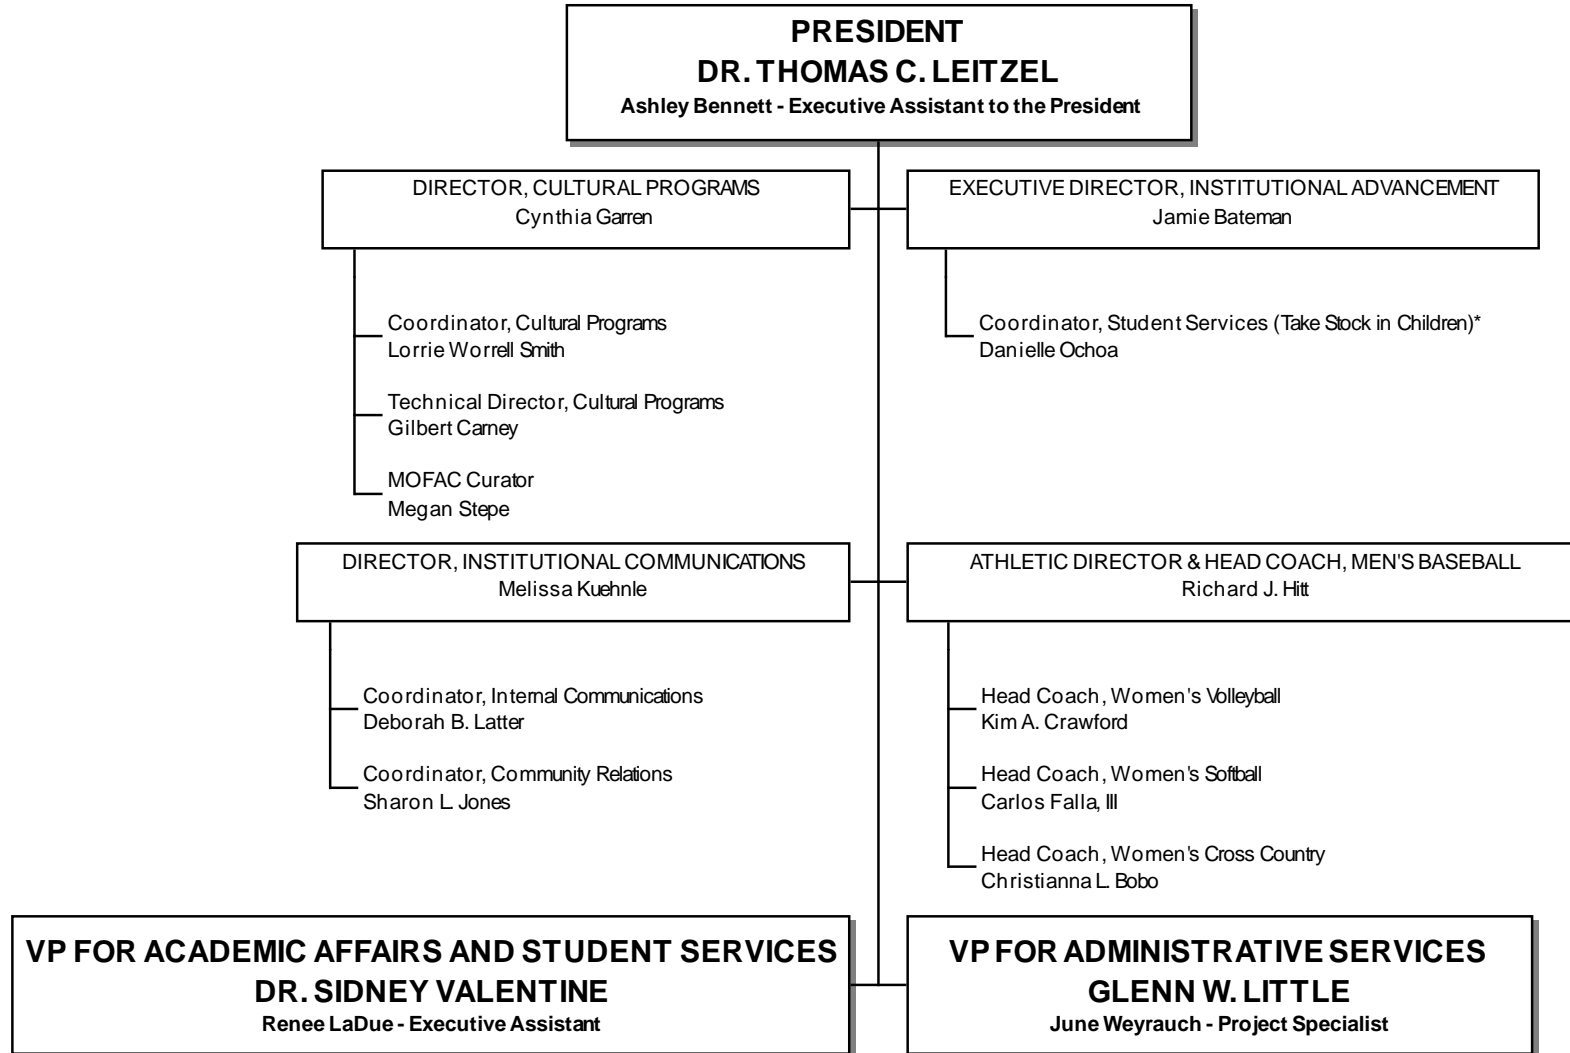 PRESIDENT
DR. THOMAS C. LEITZEL
Ashley Bennett - Executive Assistant to the President
DIRECTOR, CULTURAL PROGRAMS
Cynthia Garren
Coordinator, Cultural Programs
Lorrie Worrell Smith
Technical Director, Cultural Programs
Gilbert Carney
MOFAC Curator
Megan Stepe
EXECUTIVE DIRECTOR, INSTITUTIONAL ADVANCEMENT
Jamie Bateman
Coordinator, Student Services (Take Stock in Children)*
Danielle Ochoa
DIRECTOR, INSTITUTIONAL COMMUNICATIONS
Melissa Kuehnle
Coordinator, Internal Communications
Deborah B. Latter
Coordinator, Community Relations
Sharon L. Jones
ATHLETIC DIRECTOR & HEAD COACH, MEN'S BASEBALL
Richard J. Hitt
Head Coach, Women's Volleyball
Kim A. Crawford
Head Coach, Women's Softball
Carlos Falla, III
Head Coach, Women's Cross Country
Christianna L. Bobo
VP FOR ACADEMIC AFFAIRS AND STUDENT SERVICES
DR. SIDNEY VALENTINE
Renee LaDue - Executive Assistant
VP FOR ADMINISTRATIVE SERVICES
GLENN W. LITTLE
June Weyrauch - Project Specialist